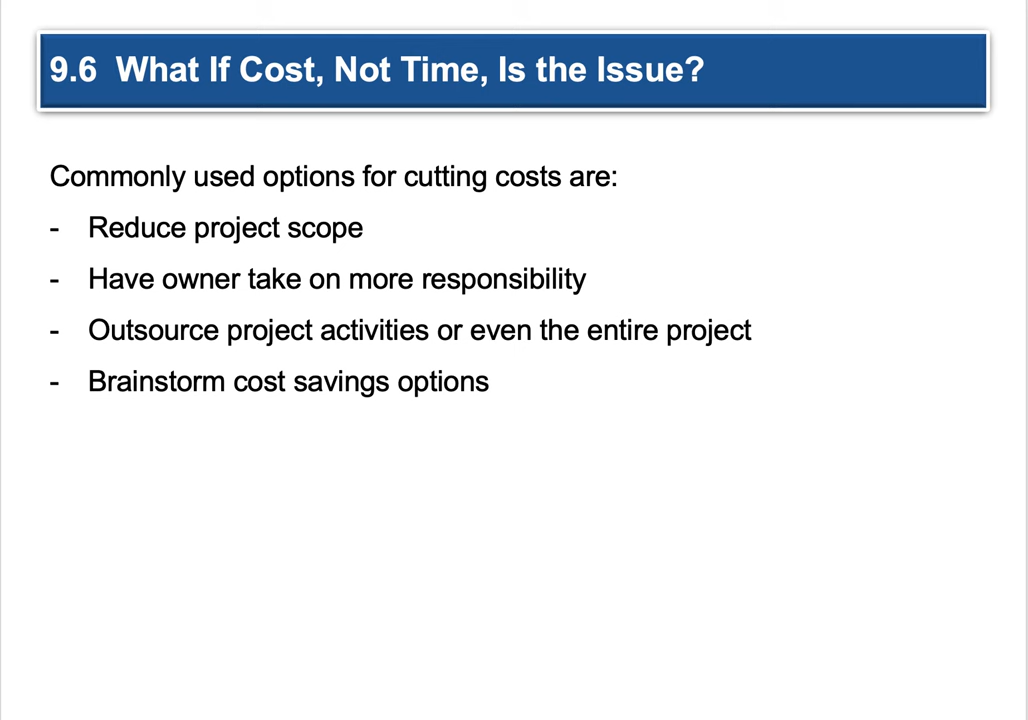 9.6 What If Cost, Not Time, Is the Issue?
Commonly used options for cutting costs are:
- Reduce project scope
- Have owner take on more responsibility
- Outsource project activities or even the entire project
- Brainstorm cost savings options